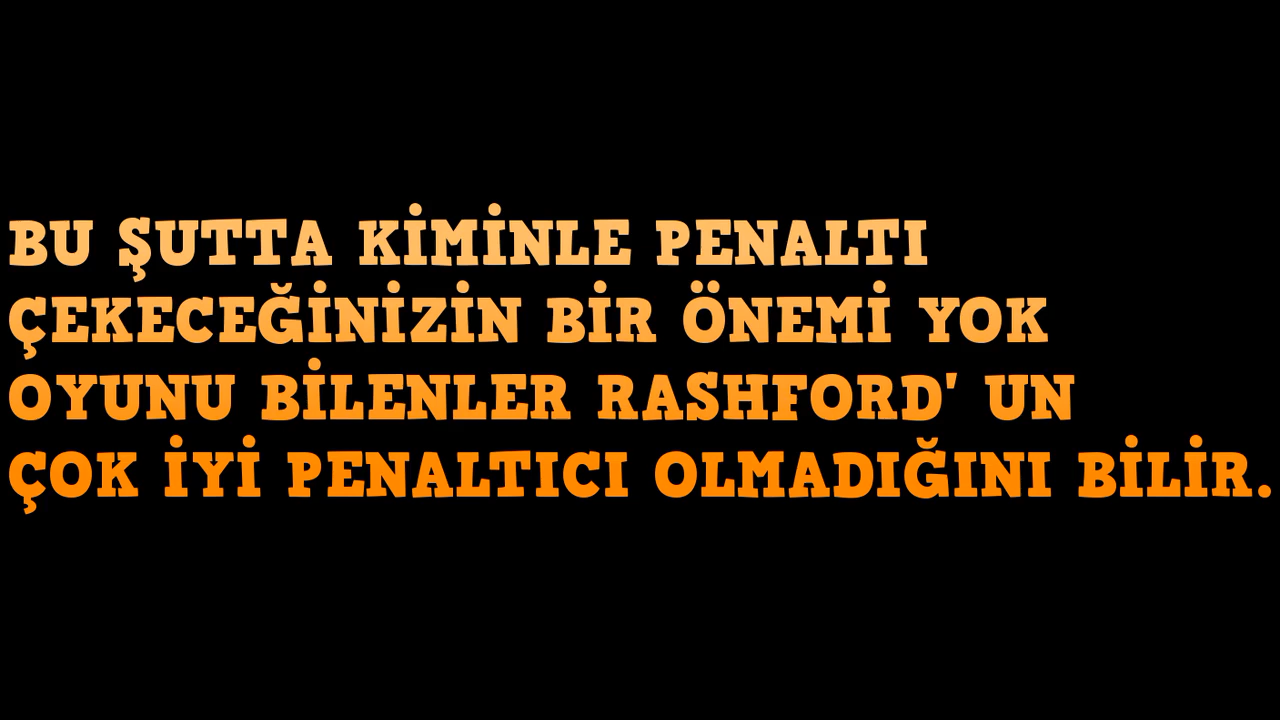 BU ŞUTTA KİMİNLE PENALTI
ÇEKECEĞİNİZİN BİR ÖNEMİ YOK
OYUNU BİLENLER RASHFORD' UN
ÇOK İYİ PENALTICI OLMADIĞINI BİLİR.